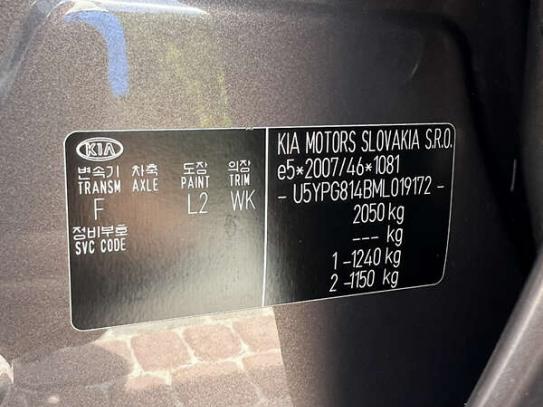 KIA
변속기 차축 도장 의장
TRANSM AXLE PAINT TRIM
F L2 WK
정비부호
SVC CODE
KIA MOTORS SLOVAKIA S.R.O.
e5*2007/46*1081
- U5YPG814BML019172 -
2050 kg
--- kg
1 -1240 kg
2 -1150 kg